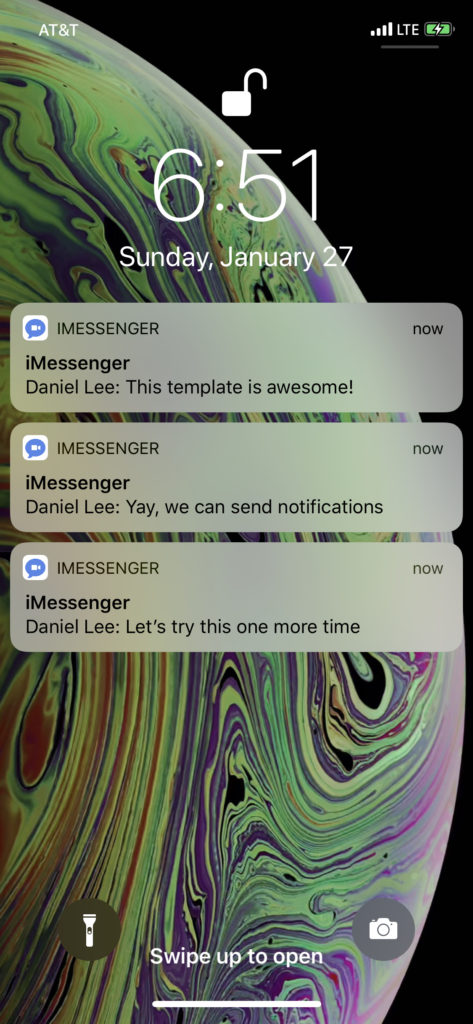 AT&T
LTE
6:51
Sunday, January 27
IMESSENGER now
iMessenger
Daniel Lee: This template is awesome!
IMESSENGER now
iMessenger
Daniel Lee: Yay, we can send notifications
IMESSENGER now
iMessenger
Daniel Lee: Let’s try this one more time
Swipe up to open